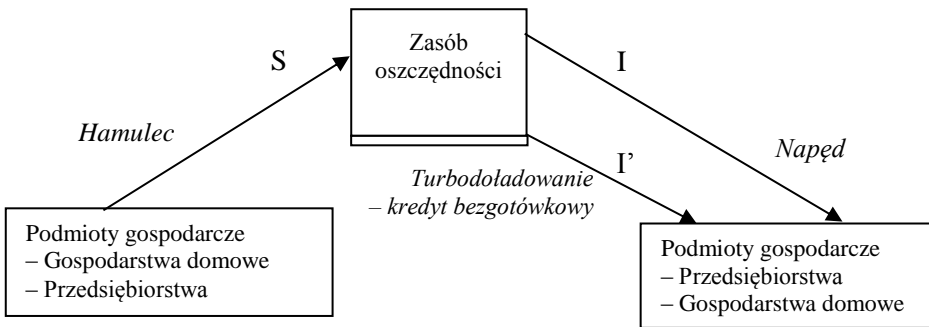 Zasób
oszczędności
S
I
Hamulec
Napęd
I’
Turbodoładowanie
– kredyt bezgotówkowy
Podmioty gospodarcze
– Gospodarstwa domowe
– Przedsiębiorstwa
Podmioty gospodarcze
– Przedsiębiorstwa
– Gospodarstwa domowe